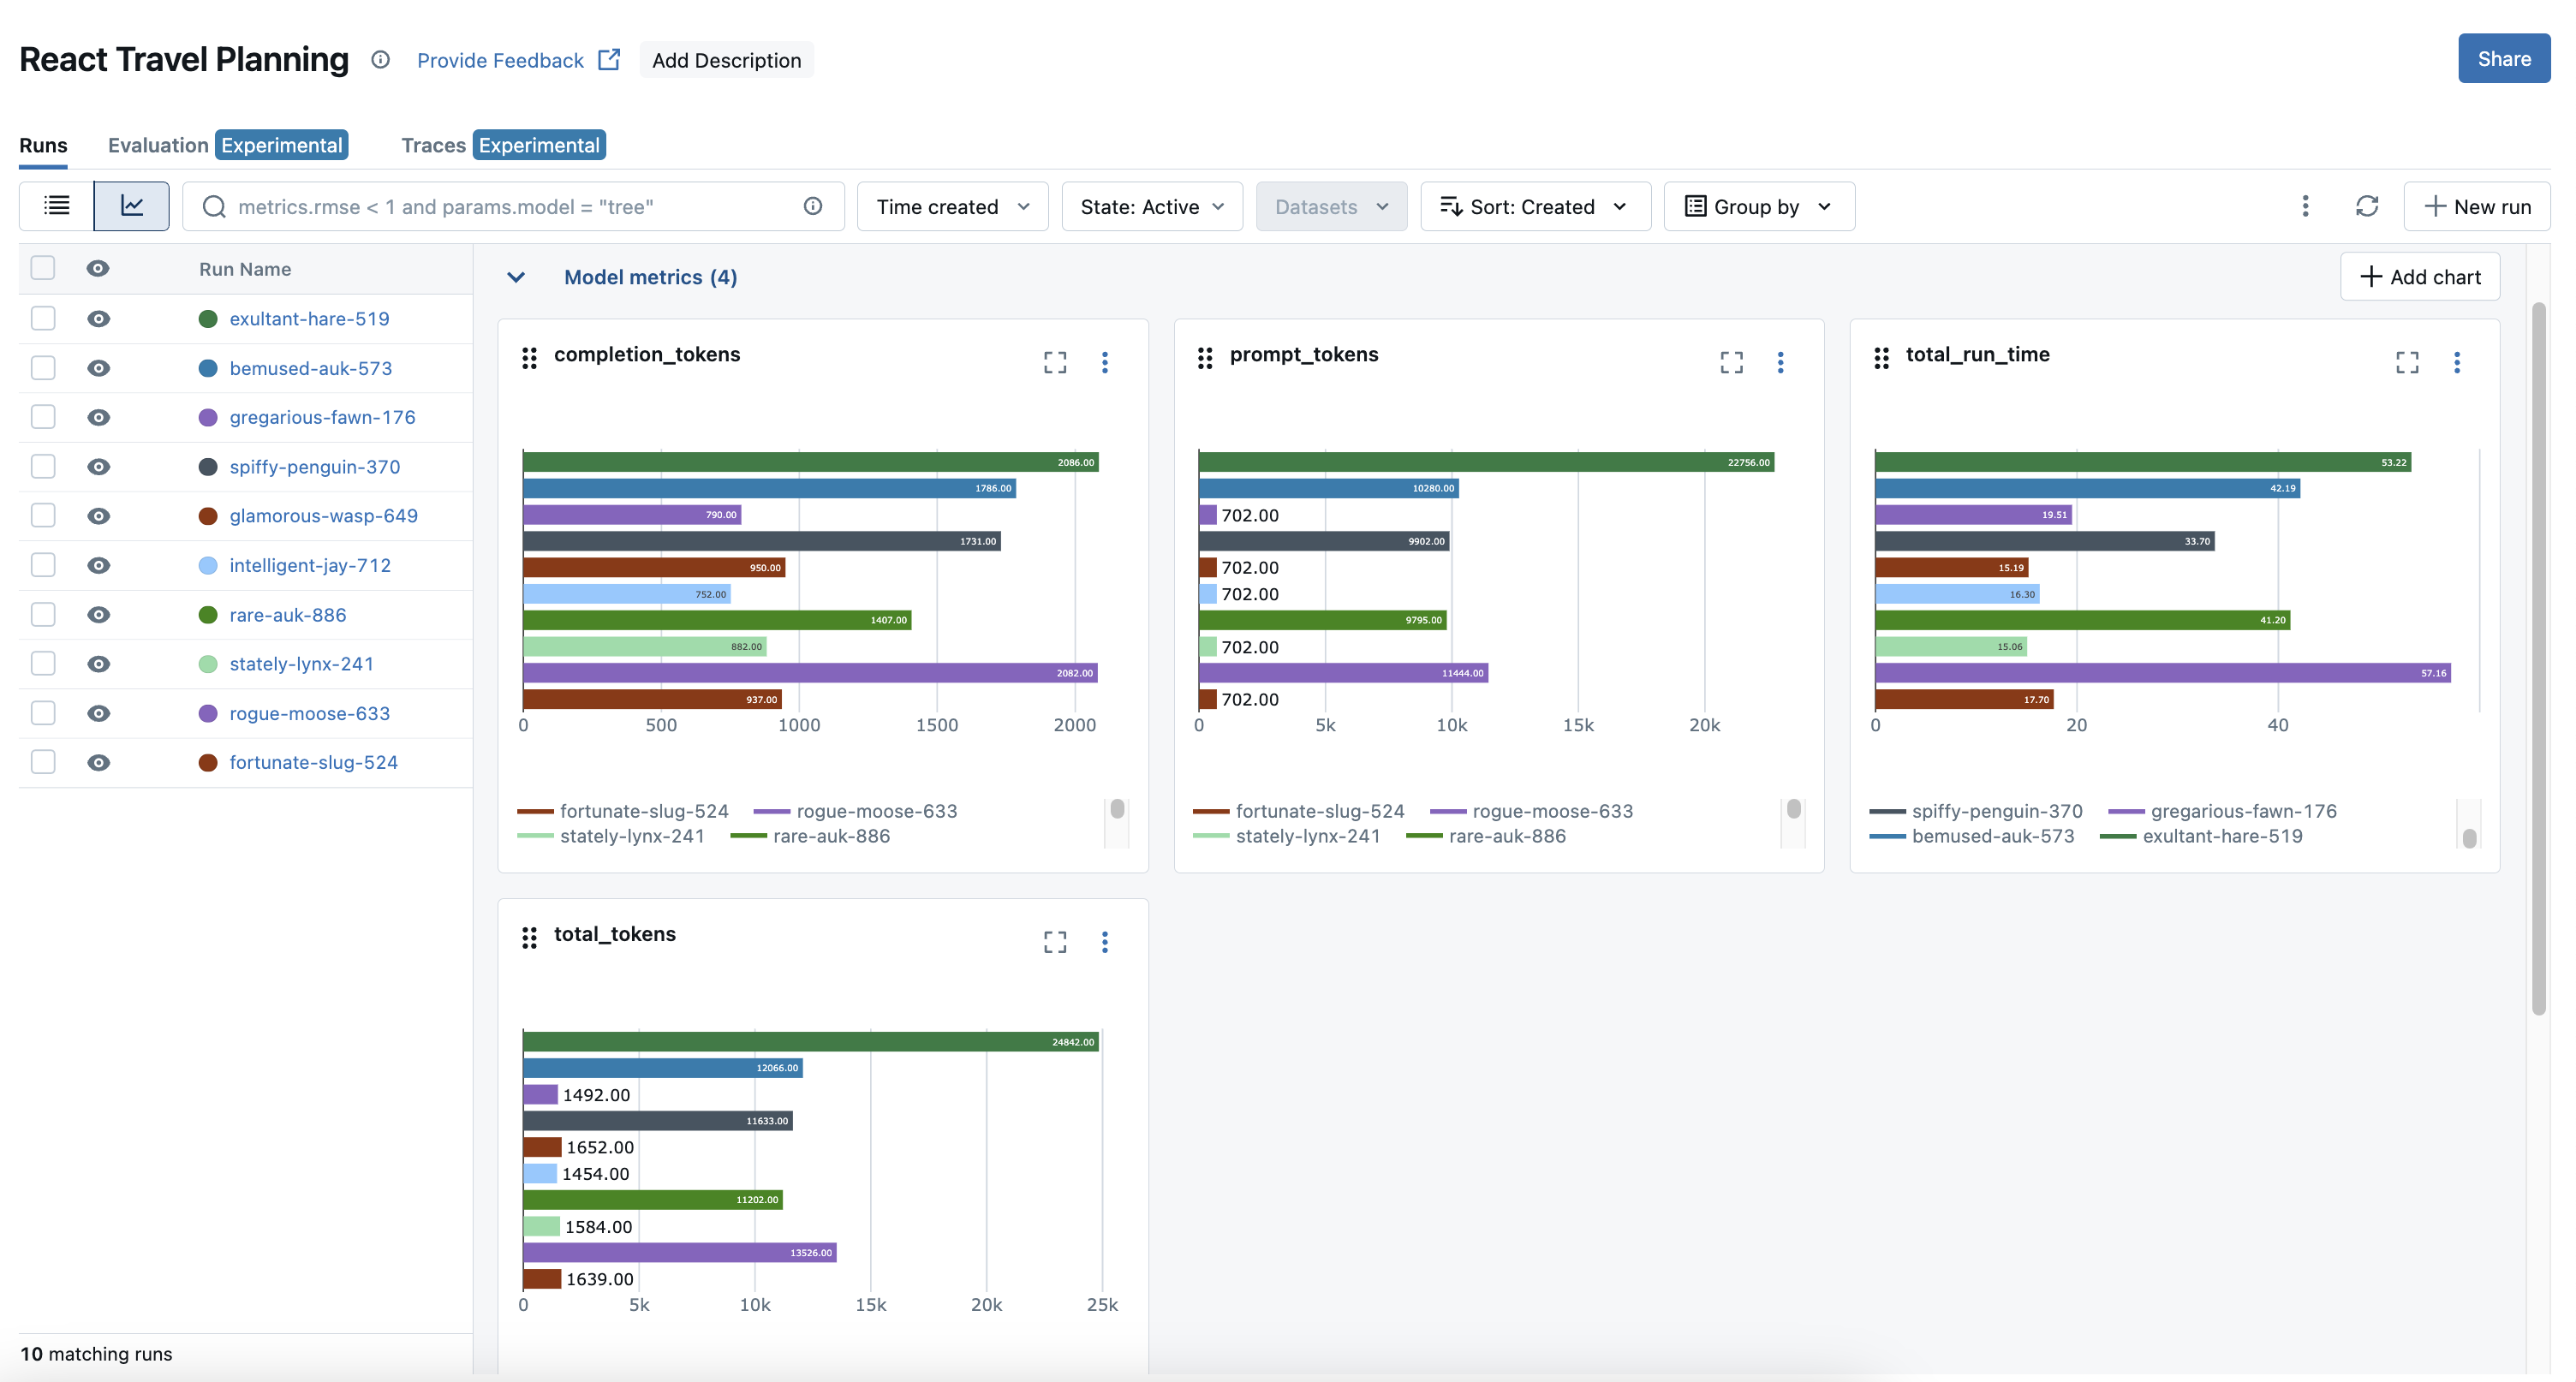 React Travel Planning Provide Feedback Add Description Share
Runs Evaluation Experimental Traces Experimental
metrics.rmse < 1 and params.model = "tree" Time created State: Active Datasets Sort: Created Group by New run
Run Name
exultant-hare-519
bemused-auk-573
gregarious-fawn-176
spiffy-penguin-370
glamorous-wasp-649
intelligent-jay-712
rare-auk-886
stately-lynx-241
rogue-moose-633
fortunate-slug-524
10 matching runs
Model metrics (4) Add chart
completion_tokens
2086.00
1786.00
790.00
1731.00
950.00
752.00
1407.00
882.00
2082.00
937.00
0 500 1000 1500 2000
fortunate-slug-524 rogue-moose-633
stately-lynx-241 rare-auk-886
prompt_tokens
22756.00
10280.00
702.00
9902.00
702.00
702.00
9795.00
702.00
11444.00
702.00
0 5k 10k 15k 20k
fortunate-slug-524 rogue-moose-633
stately-lynx-241 rare-auk-886
total_run_time
53.22
42.19
19.51
33.70
15.19
16.30
41.20
15.06
57.16
17.70
0 20 40
spiffy-penguin-370 gregarious-fawn-176
bemused-auk-573 exultant-hare-519
total_tokens
24842.00
12066.00
1492.00
11633.00
1652.00
1454.00
11202.00
1584.00
13526.00
1639.00
0 5k 10k 15k 20k 25k